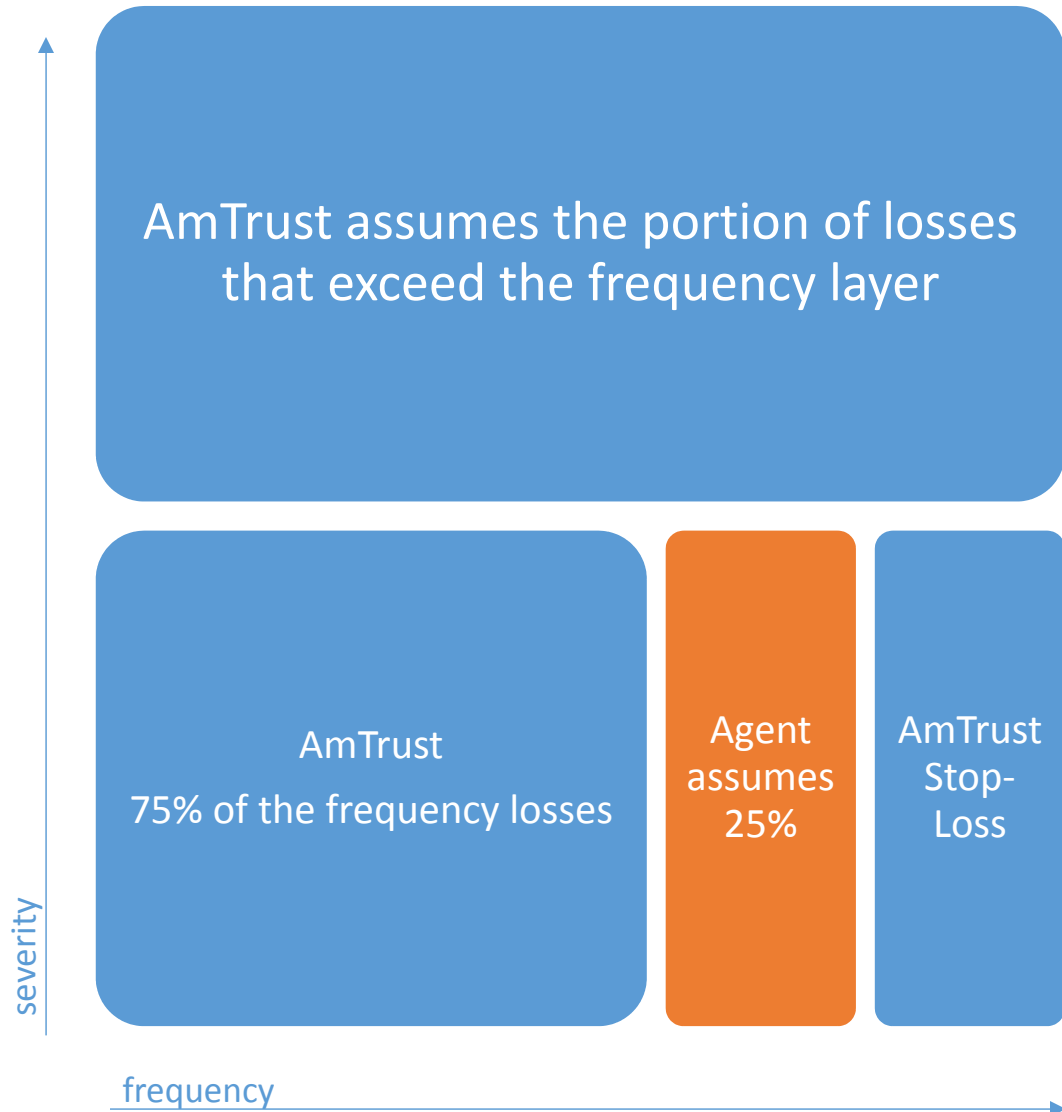 AmTrust assumes the portion of losses
that exceed the frequency layer
AmTrust
75% of the frequency losses
Agent
assumes
25%
AmTrust
Stop-
Loss
severity
frequency